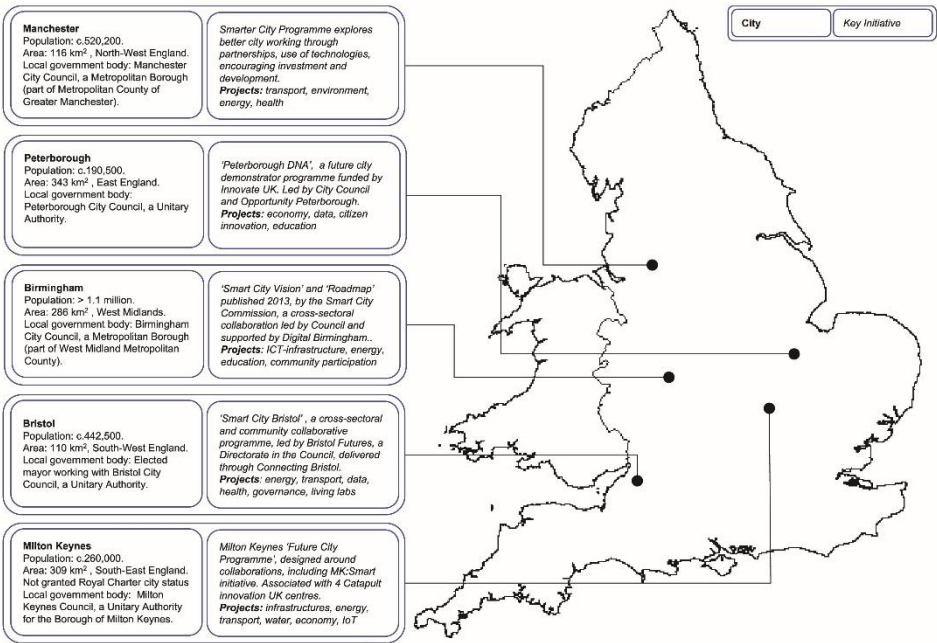 City
Key Initiative
Manchester
Population: c.520,200.
Area: 116 km², North-West England.
Local government body: Manchester
City Council, a Metropolitan Borough
(part of Metropolitan County of
Greater Manchester).
Smarter City Programme explores
better city working through
partnerships, use of technologies,
encouraging investment and
development.
Projects: transport, environment,
energy, health
Peterborough
Population: c.190,500.
Area: 343 km², East England.
Local government body:
Peterborough City Council, a Unitary
Authority.
'Peterborough DNA', a future city
demonstrator programme funded by
Innovate UK. Led by City Council
and Opportunity Peterborough.
Projects: economy, data, citizen
innovation, education
Birmingham
Population: > 1.1 million.
Area: 286 km², West Midlands.
Local government body: Birmingham
City Council, a Metropolitan Borough
(part of West Midland Metropolitan
County).
'Smart City Vision' and 'Roadmap'
published 2013, by the Smart City
Commission, a cross-sectoral
collaboration led by Council and
supported by Digital Birmingham..
Projects: ICT-infrastructure, energy,
education, community participation
Bristol
Population: c.442,500.
Area: 110 km², South-West England.
Local government body: Elected
mayor working with Bristol City
Council, a Unitary Authority.
'Smart City Bristol' , a cross-sectoral
and community collaborative
programme, led by Bristol Futures, a
Directorate in the Council, delivered
through Connecting Bristol.
Projects: energy, transport, data,
health, governance, living labs
Milton Keynes
Population: c.260,000.
Area: 309 km², South-East England.
Not granted Royal Charter city status
Local government body: Milton
Keynes Council, a Unitary Authority
for the Borough of Milton Keynes.
Milton Keynes 'Future City
Programme', designed around
collaborations, including MK:Smart
initiative. Associated with 4 Catapult
innovation UK centres.
Projects: infrastructures, energy,
transport, water, economy, IoT